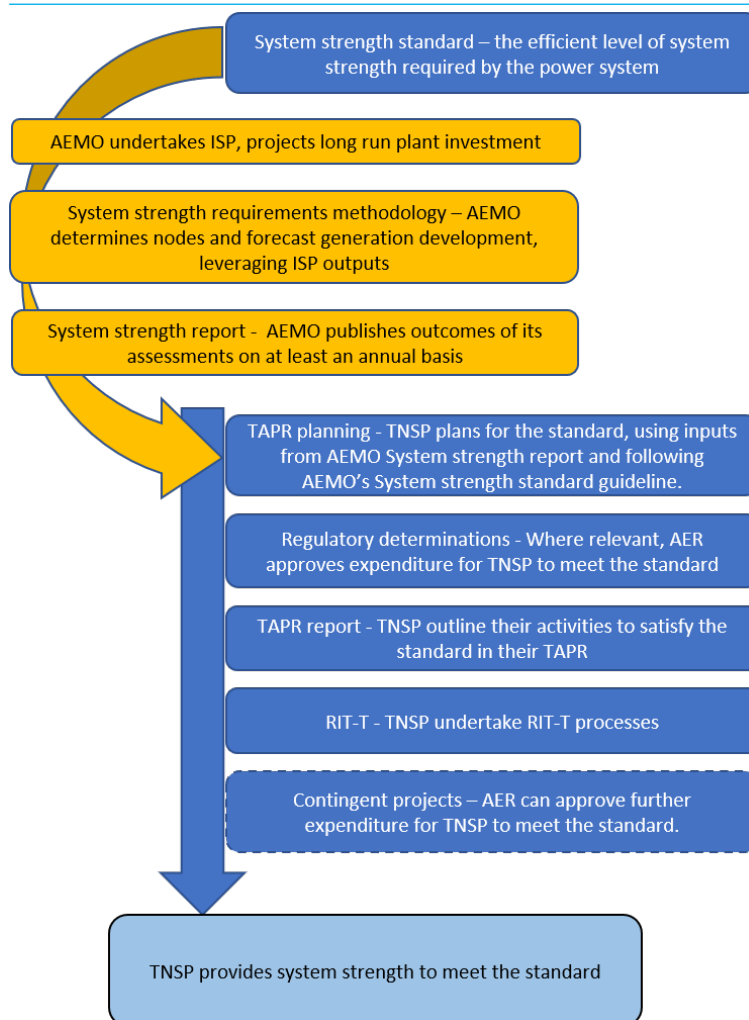 System strength standard – the efficient level of system
strength required by the power system
AEMO undertakes ISP, projects long run plant investment
System strength requirements methodology – AEMO
determines nodes and forecast generation development,
leveraging ISP outputs
System strength report -  AEMO publishes outcomes of its
assessments on at least an annual basis
TAPR planning - TNSP plans for the standard, using inputs
from AEMO System strength report and following
AEMO's System strength standard guideline.
Regulatory determinations - Where relevant, AER
approves expenditure for TNSP to meet the standard
TAPR report - TNSP outline their activities to satisfy the
standard in their TAPR
RIT-T - TNSP undertake RIT-T processes
Contingent projects – AER can approve further
expenditure for TNSP to meet the standard.
TNSP provides system strength to meet the standard